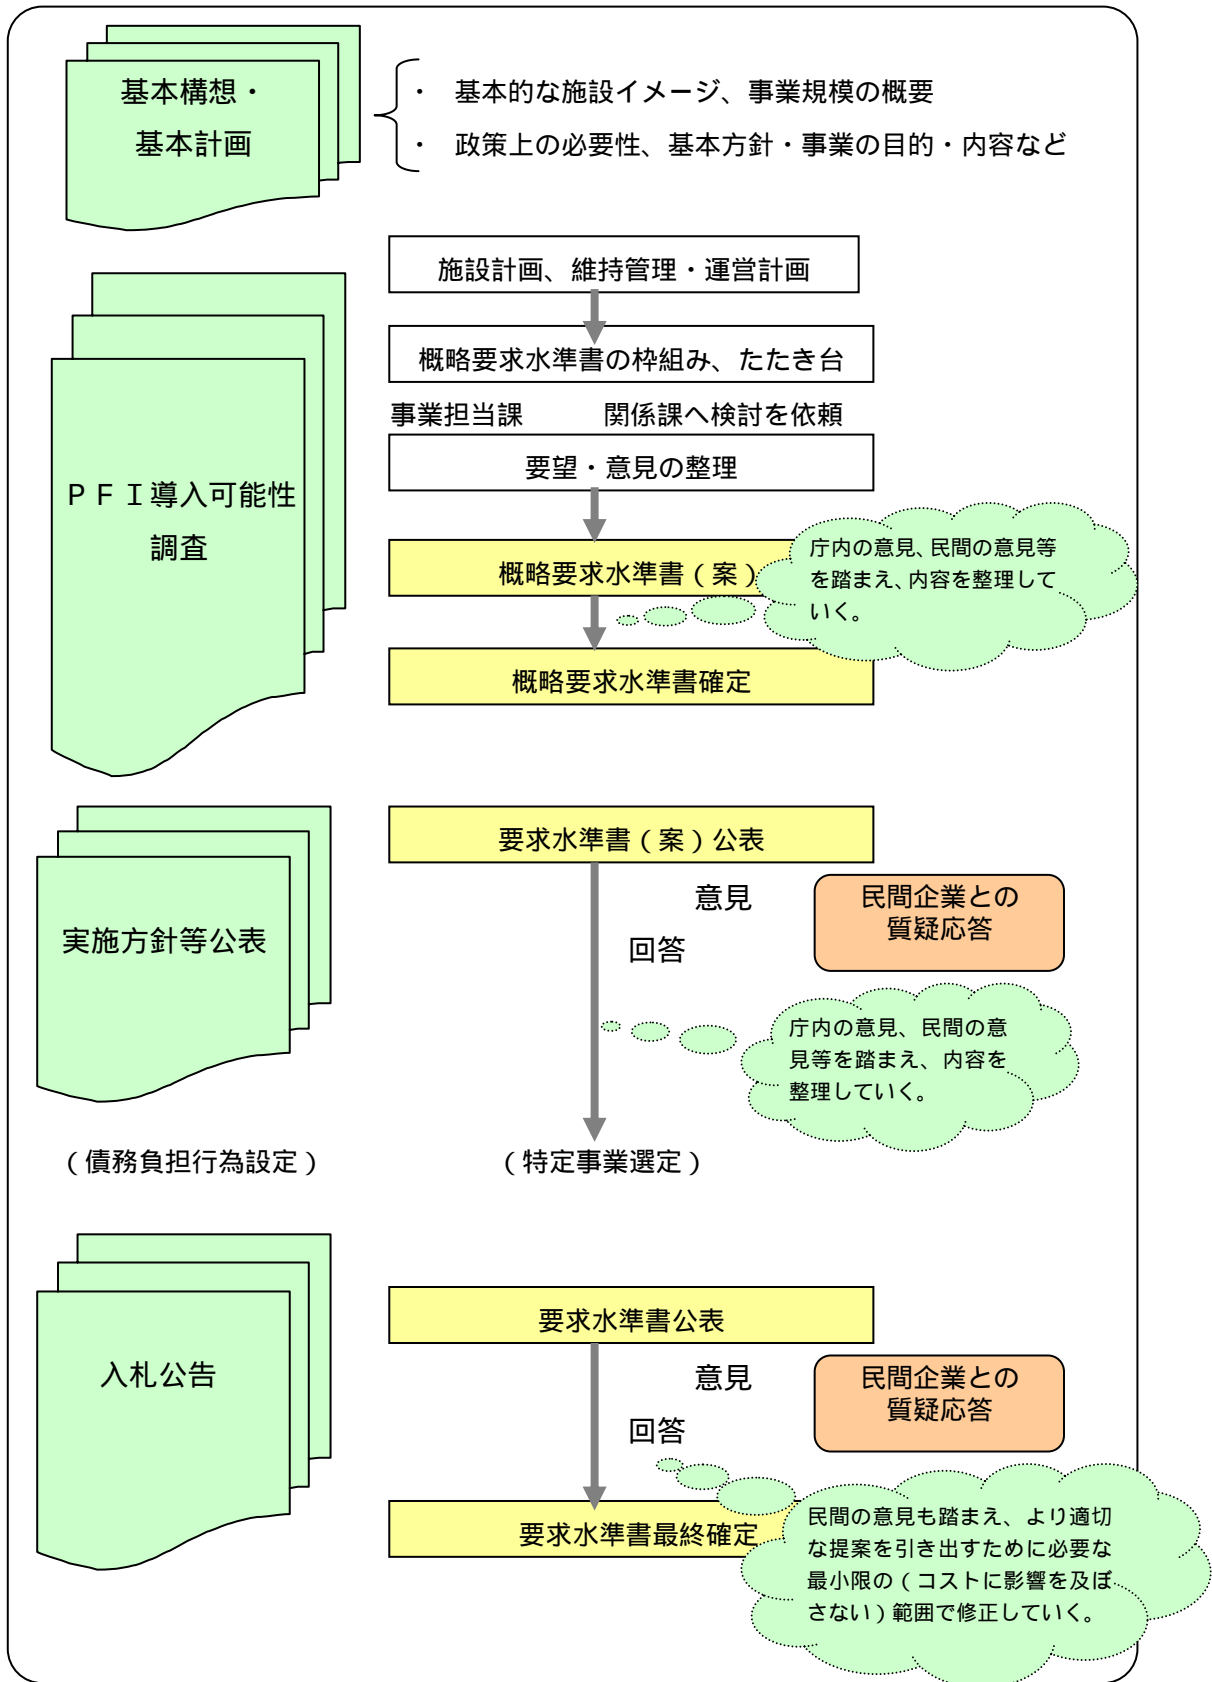 基本構想・
基本計画
・ 基本的な施設イメージ、事業規模の概要
・ 政策上の必要性、基本方針・事業の目的・内容など
施設計画、維持管理・運営計画
概略要求水準書の枠組み、たたき台
事業担当課 関係課へ検討を依頼
要望・意見の整理
ＰＦＩ導入可能性
調査
概略要求水準書（案）
庁内の意見、民間の意見等
を踏まえ、内容を整理して
いく。
概略要求水準書確定
実施方針等公表
要求水準書（案）公表
意見
回答
民間企業との
質疑応答
庁内の意見、民間の意
見等を踏まえ、内容を
整理していく。
（債務負担行為設定）
（特定事業選定）
入札公告
要求水準書公表
意見
回答
民間企業との
質疑応答
要求水準書最終確定
民間の意見も踏まえ、より適切
な提案を引き出すために必要な
最小限の（コストに影響を及ぼ
さない）範囲で修正していく。